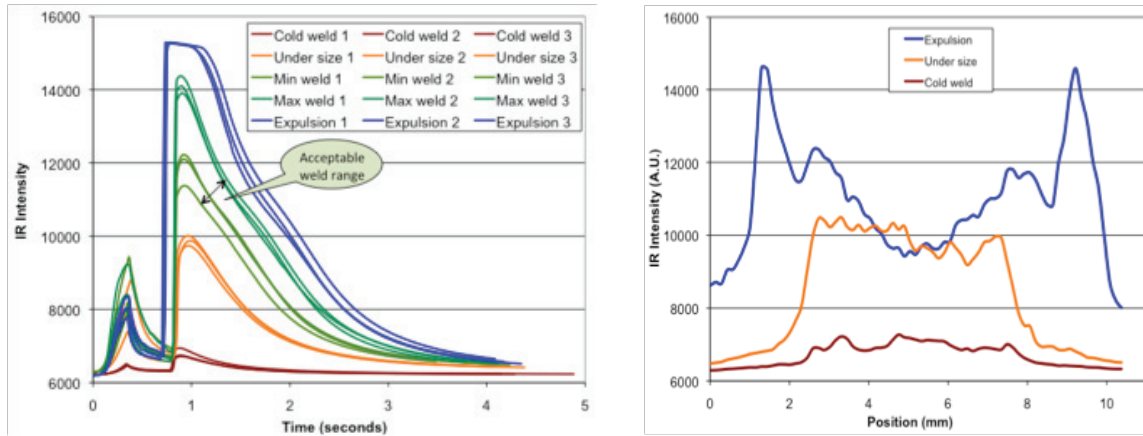 16000
14000
12000
10000
8000
6000
IR Intensity
Cold weld 1 Cold weld 2 Cold weld 3
Under size 1 Under size 2 Under size 3
Min weld 1 Min weld 2 Min weld 3
Max weld 1 Max weld 2 Max weld 3
Expulsion 1 Expulsion 2 Expulsion 3
Acceptable
weld range
0 1 2 3 4 5
Time (seconds)
16000
14000
12000
10000
8000
6000
IR Intensity (A.U.)
Expulsion
Under size
Cold weld
0 2 4 6 8 10
Position (mm)